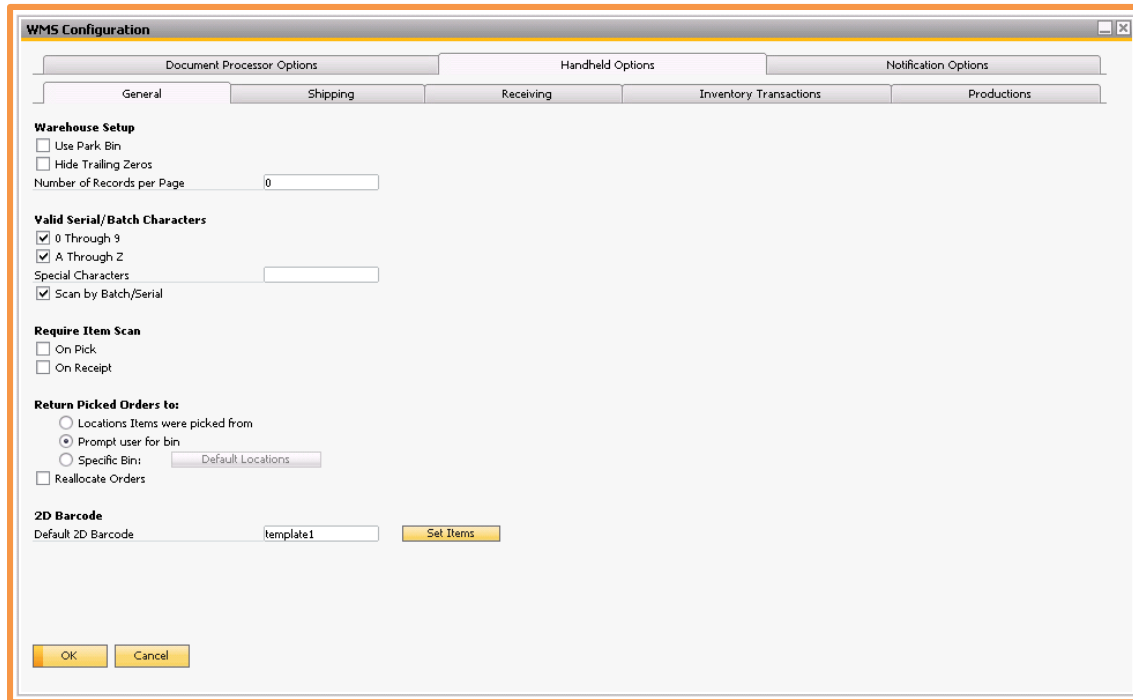 WMS Configuration
Document Processor Options Handheld Options Notification Options
General Shipping Receiving Inventory Transactions Productions
Warehouse Setup
Use Park Bin
Hide Trailing Zeros
Number of Records per Page 0
Valid Serial/Batch Characters
0 Through 9
A Through Z
Special Characters
Scan by Batch/Serial
Require Item Scan
On Pick
On Receipt
Return Picked Orders to:
Locations Items were picked from
Prompt user for bin
Specific Bin: Default Locations
Reallocate Orders
2D Barcode
Default 2D Barcode template1 Set Items
OK Cancel